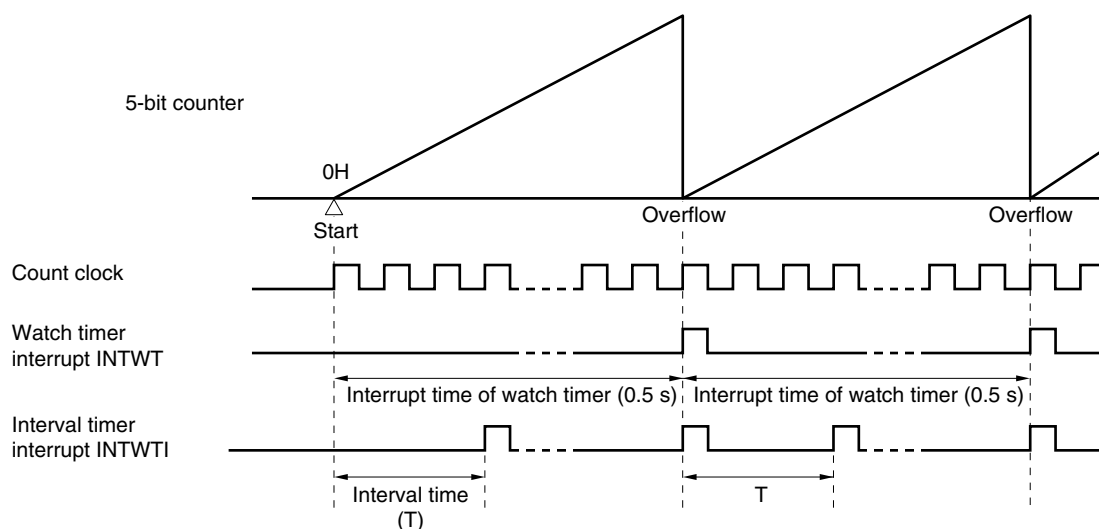 5-bit counter
0H
Start
Overflow
Overflow
Count clock
Watch timer
interrupt INTWT
Interrupt time of watch timer (0.5 s)
Interrupt time of watch timer (0.5 s)
Interval timer
interrupt INTWTI
Interval time
(T)
T